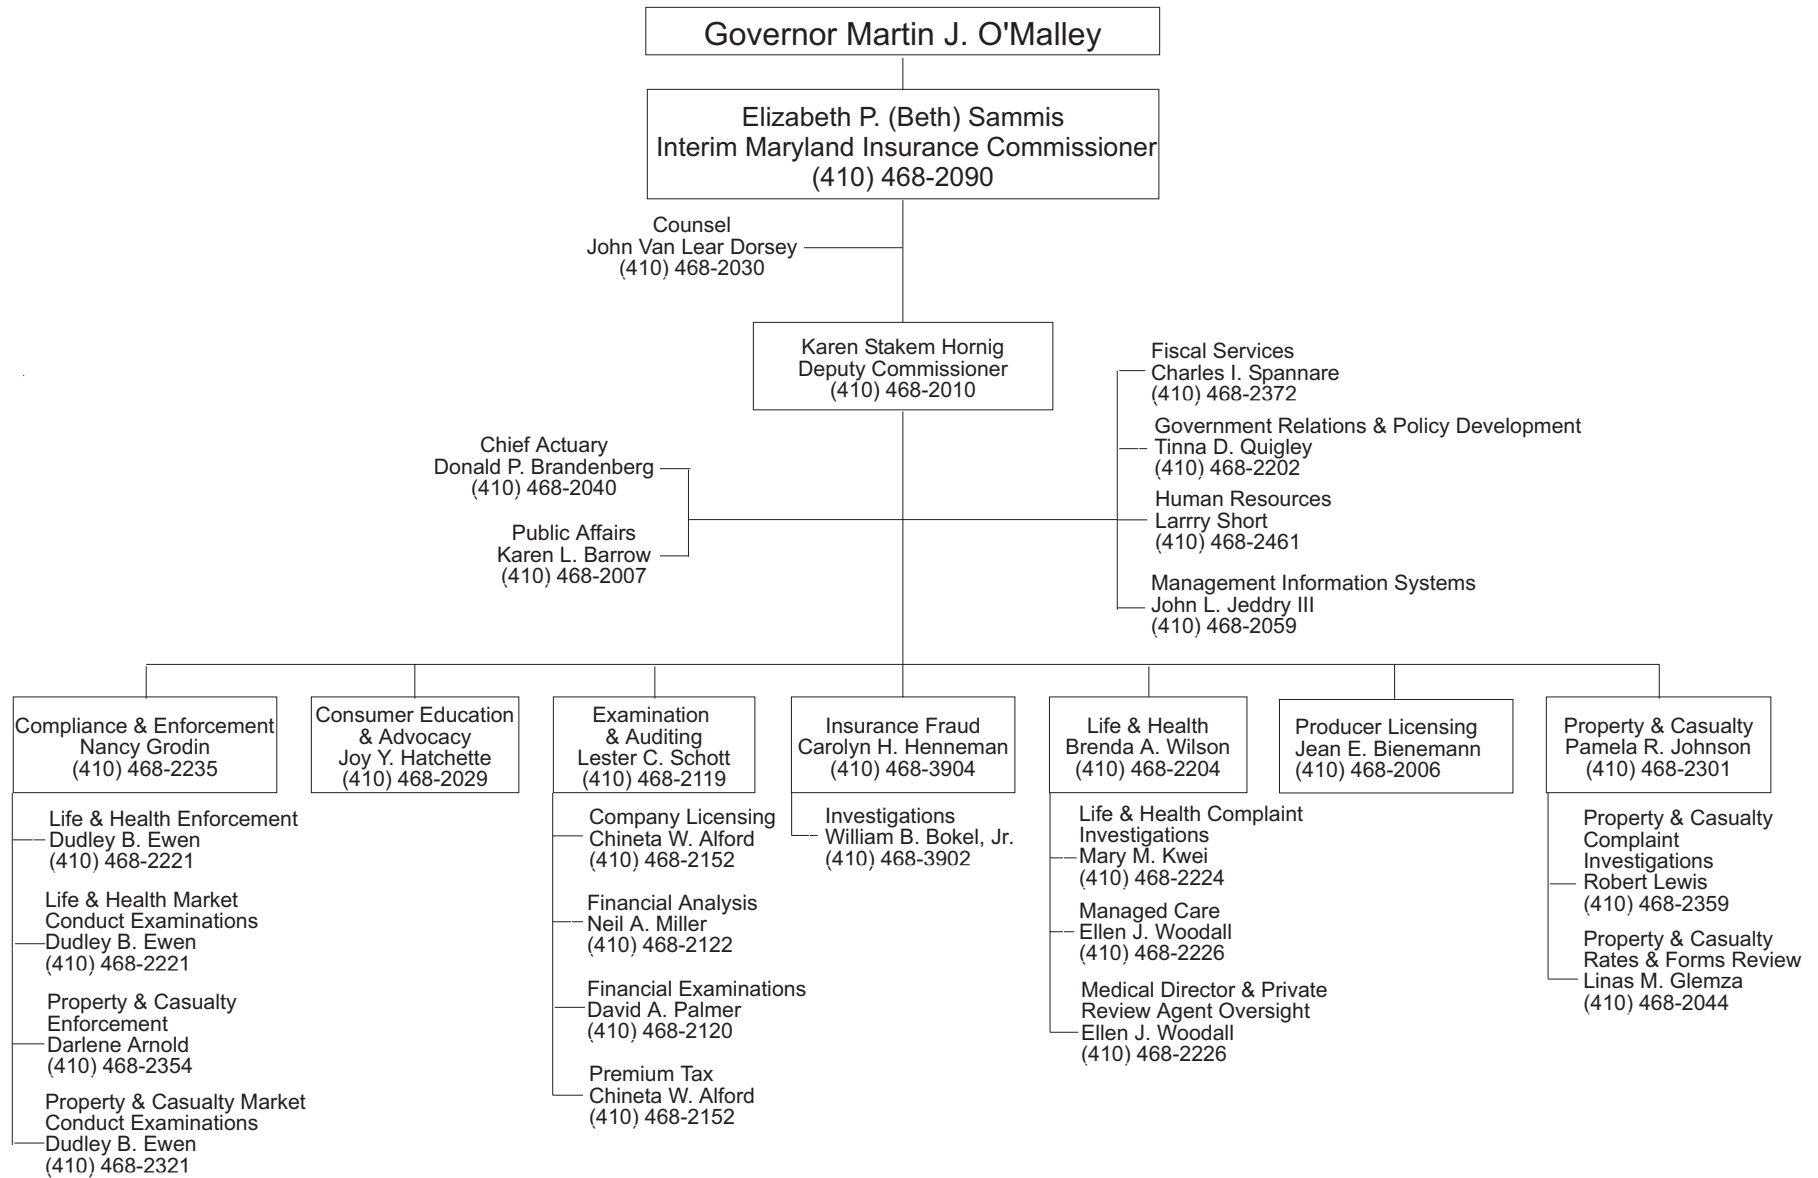 Governor Martin J. O'Malley
Elizabeth P. (Beth) Sammis
Interim Maryland Insurance Commissioner
(410) 468-2090
Counsel
John Van Lear Dorsey
(410) 468-2030
Karen Stakem Hornig
Deputy Commissioner
(410) 468-2010
Chief Actuary
Donald P. Brandenberg
(410) 468-2040
Public Affairs
Karen L. Barrow
(410) 468-2007
Fiscal Services
Charles I. Spannare
(410) 468-2372
Government Relations & Policy Development
Tinna D. Quigley
(410) 468-2202
Human Resources
Larrry Short
(410) 468-2461
Management Information Systems
John L. Jeddry III
(410) 468-2059
Compliance & Enforcement
Nancy Grodin
(410) 468-2235
Life & Health Enforcement
Dudley B. Ewen
(410) 468-2221
Life & Health Market
Conduct Examinations
Dudley B. Ewen
(410) 468-2221
Property & Casualty
Enforcement
Darlene Arnold
(410) 468-2354
Property & Casualty Market
Conduct Examinations
Dudley B. Ewen
(410) 468-2321
Consumer Education
& Advocacy
Joy Y. Hatchette
(410) 468-2029
Examination
& Auditing
Lester C. Schott
(410) 468-2119
Company Licensing
Chineta W. Alford
(410) 468-2152
Financial Analysis
Neil A. Miller
(410) 468-2122
Financial Examinations
David A. Palmer
(410) 468-2120
Premium Tax
Chineta W. Alford
(410) 468-2152
Insurance Fraud
Carolyn H. Henneman
(410) 468-3904
Investigations
William B. Bokel, Jr.
(410) 468-3902
Life & Health
Brenda A. Wilson
(410) 468-2204
Life & Health Complaint
Investigations
Mary M. Kwei
(410) 468-2224
Managed Care
Ellen J. Woodall
(410) 468-2226
Medical Director & Private
Review Agent Oversight
Ellen J. Woodall
(410) 468-2226
Producer Licensing
Jean E. Bienemann
(410) 468-2006
Property & Casualty
Pamela R. Johnson
(410) 468-2301
Property & Casualty
Complaint
Investigations
Robert Lewis
(410) 468-2359
Property & Casualty
Rates & Forms Review
Linas M. Glemza
(410) 468-2044